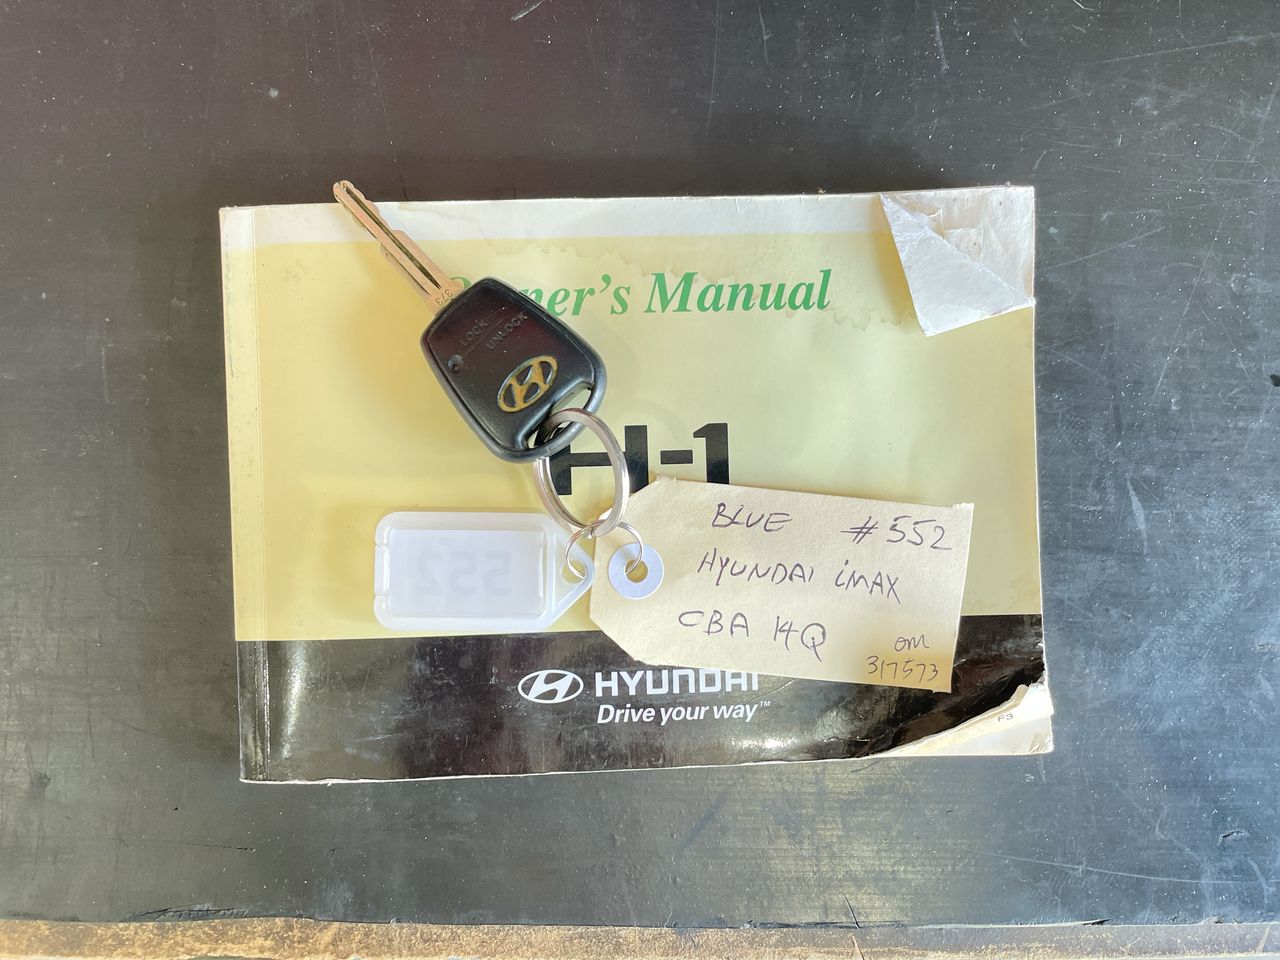 Owner's Manual
373
LOCK
UNLOCK
H-1
BLUE #552
HYUNDAI iMAX
CBA 14Q
om
317573
552
HYUNDAI
Drive your way™
F3